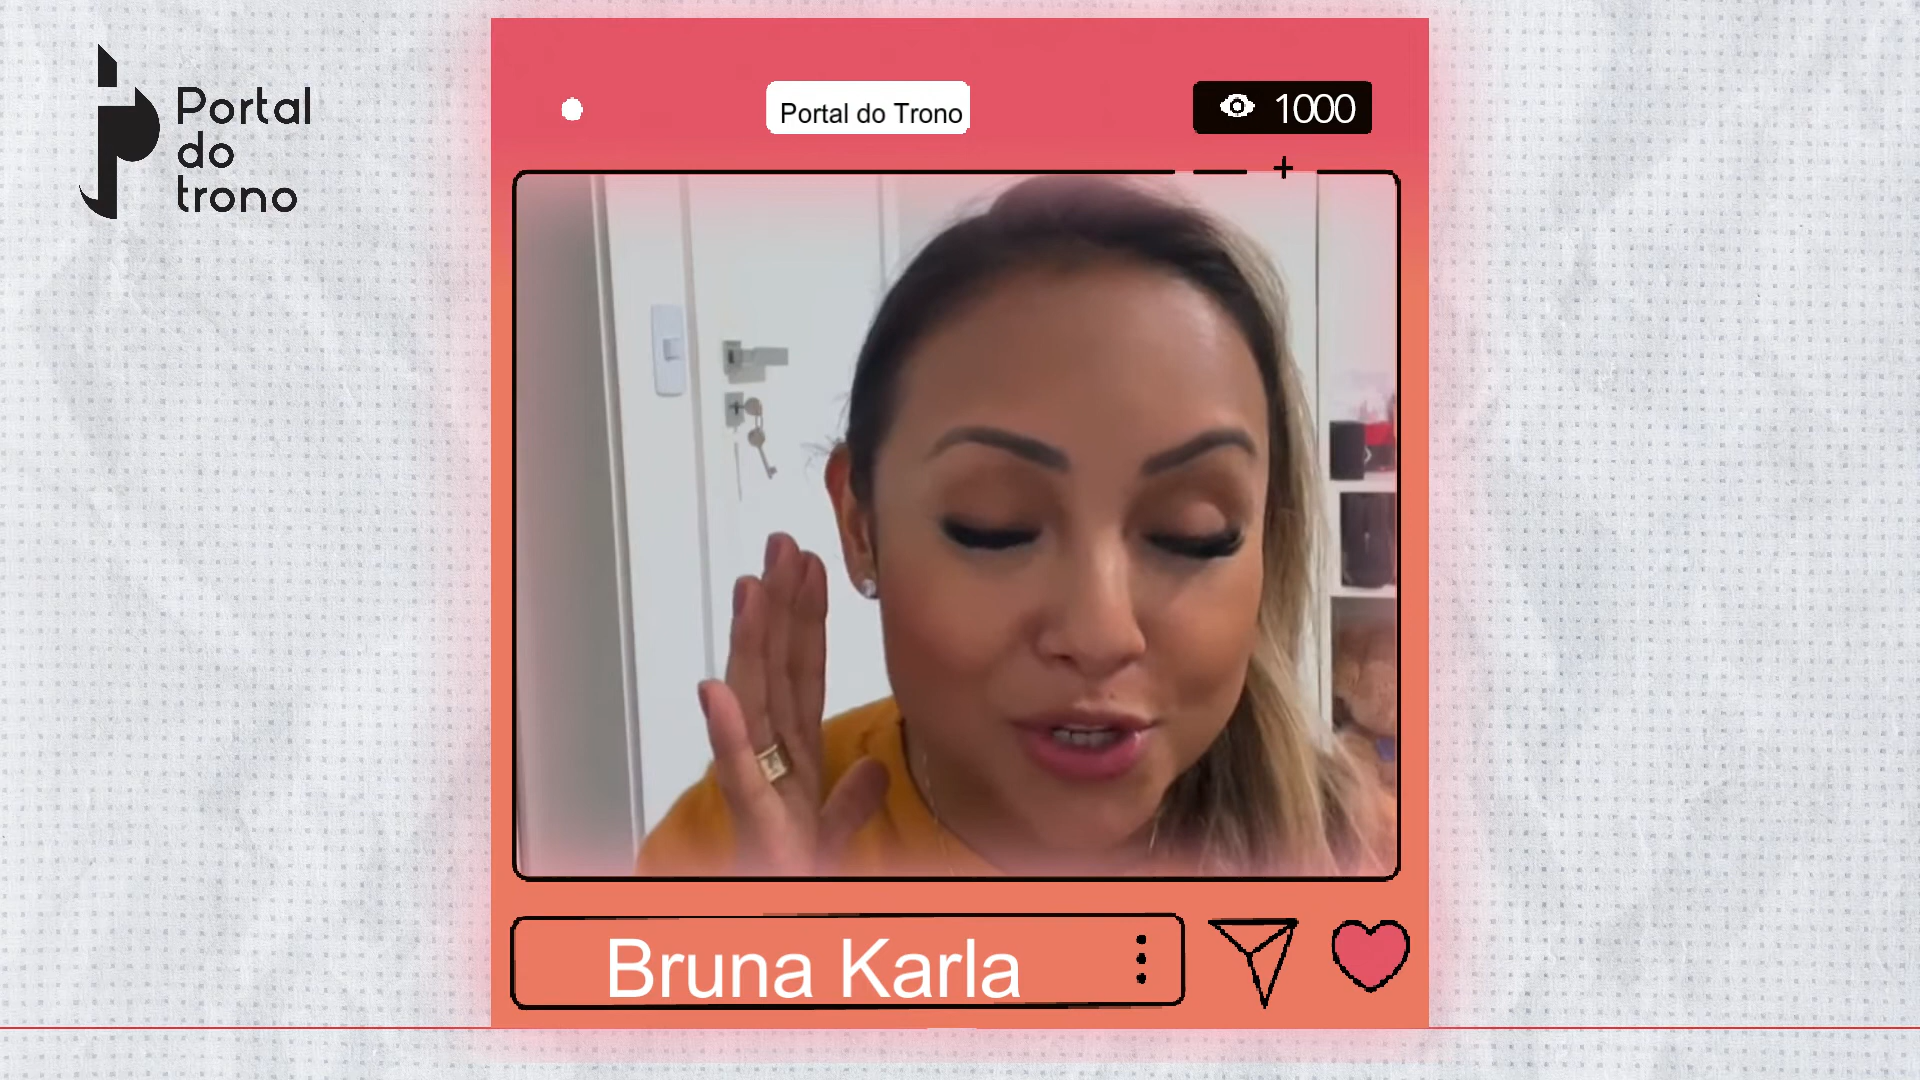 Portal
do
trono
Portal do Trono
1000
Bruna Karla